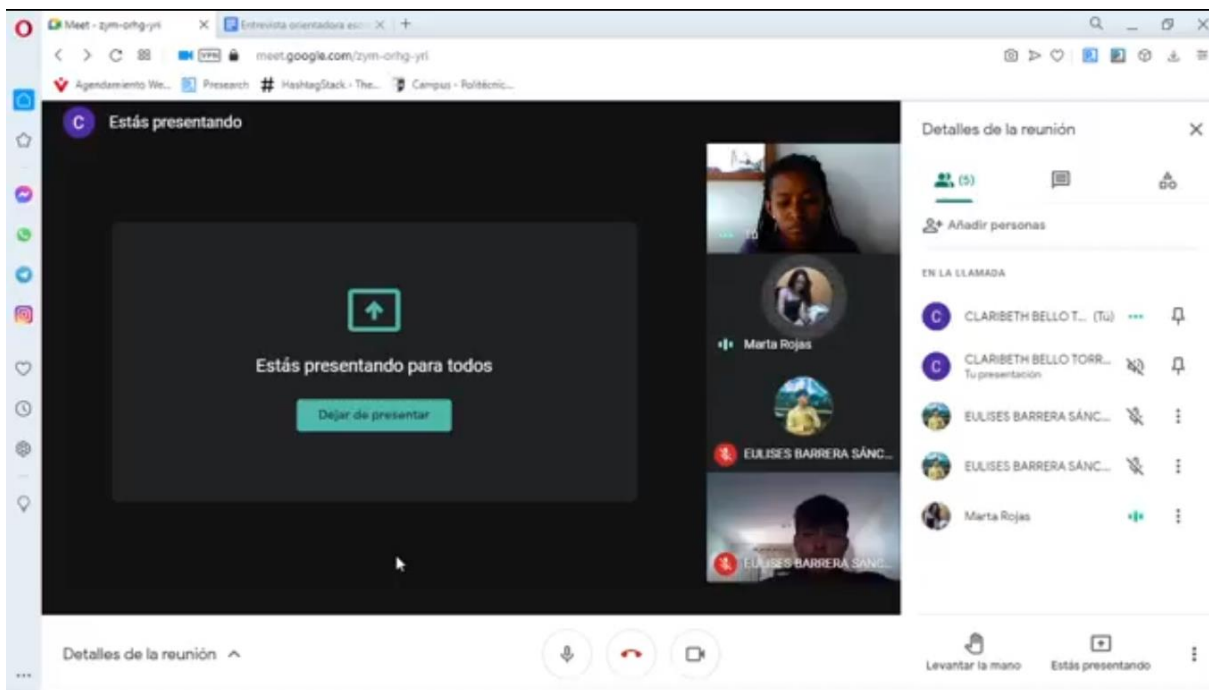 Meet - zym-orhg-yri
Entrevista orientadora esc
VPN
meet.google.com/zym-orhg-yri
Agendamiento We...
Presearch
HashtagStack - The...
Campus - Politécnic...
C
Estás presentando
Estás presentando para todos
Dejar de presentar
Tú
Marta Rojas
EULISES BARRERA SÁNC...
EULISES BARRERA SÁNC...
Detalles de la reunión
(5)
Añadir personas
EN LA LLAMADA
C
CLARIBETH BELLO T... (Tú)
C
CLARIBETH BELLO TORR...
Tu presentación
EULISES BARRERA SÁNC...
EULISES BARRERA SÁNC...
Marta Rojas
Detalles de la reunión
Levantar la mano
Estás presentando